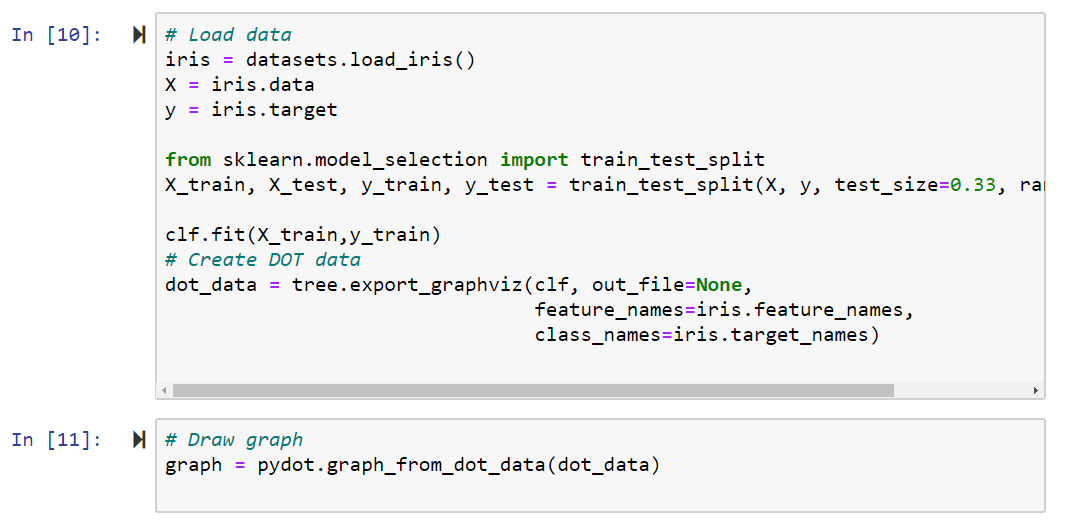 In [10]:
# Load data
iris = datasets.load_iris()
X = iris.data
y = iris.target
from sklearn.model_selection import train_test_split
X_train, X_test, y_train, y_test = train_test_split(X, y, test_size=0.33,
clf.fit(X_train,y_train)
# Create DOT data
dot_data = tree.export_graphviz(clf, out_file=None,
feature_names=iris.feature_names,
class_names=iris.target_names)
In [11]:
# Draw graph
graph = pydot.graph_from_dot_data(dot_data)